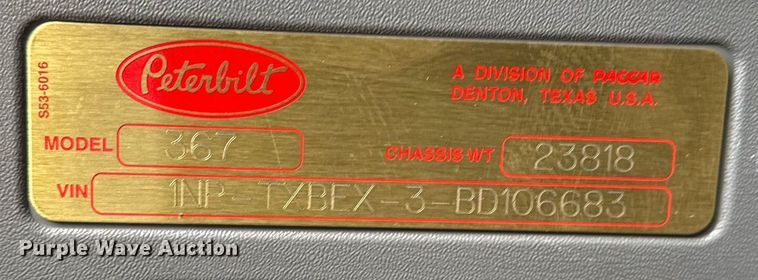 S53-6016
Peterbilt
A DIVISION OF PACCAR
DENTON, TEXAS U.S.A.
MODEL 367 CHASSIS WT 23818
VIN 1NP-TXBEX-3-BD106683
Purple Wave Auction